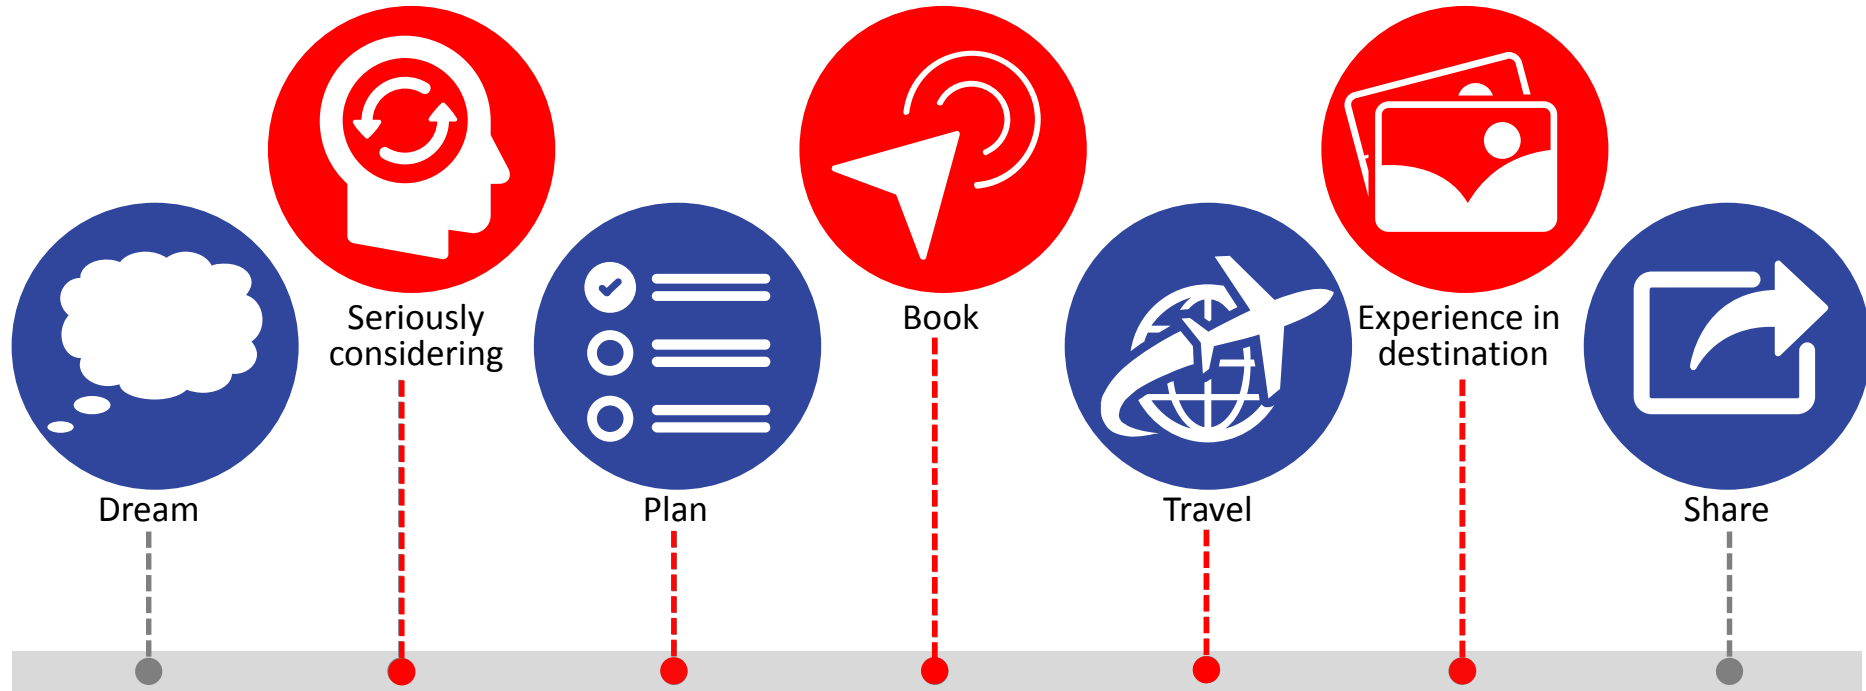 Dream
Seriously
considering
Plan
Book
Travel
Experience in
destination
Share